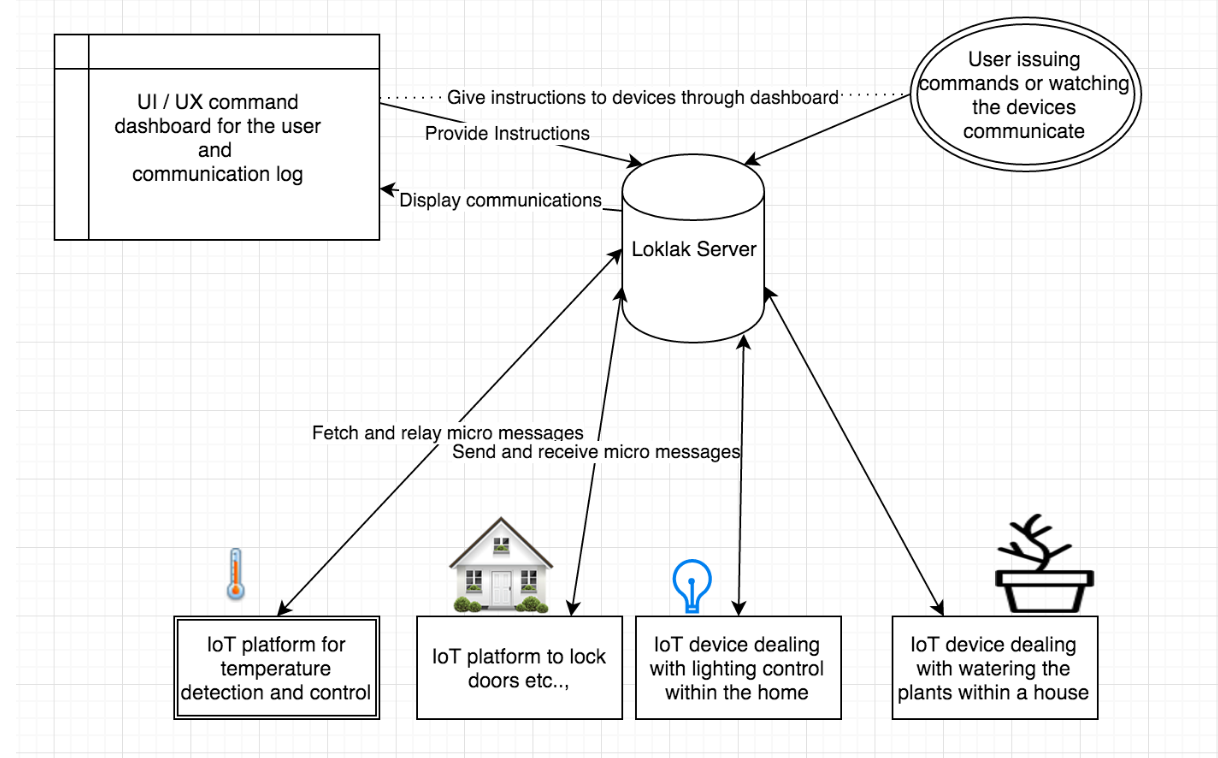 UI / UX command
dashboard for the user
and
communication log
Give instructions to devices through dashboard
Provide Instructions
Display communications
User issuing
commands or watching
the devices
communicate
Loklak Server
Fetch and relay micro messages
Send and receive micro messages
IoT platform for
temperature
detection and control
IoT platform to lock
doors etc..,
IoT device dealing
with lighting control
within the home
IoT device dealing
with watering the
plants within a house